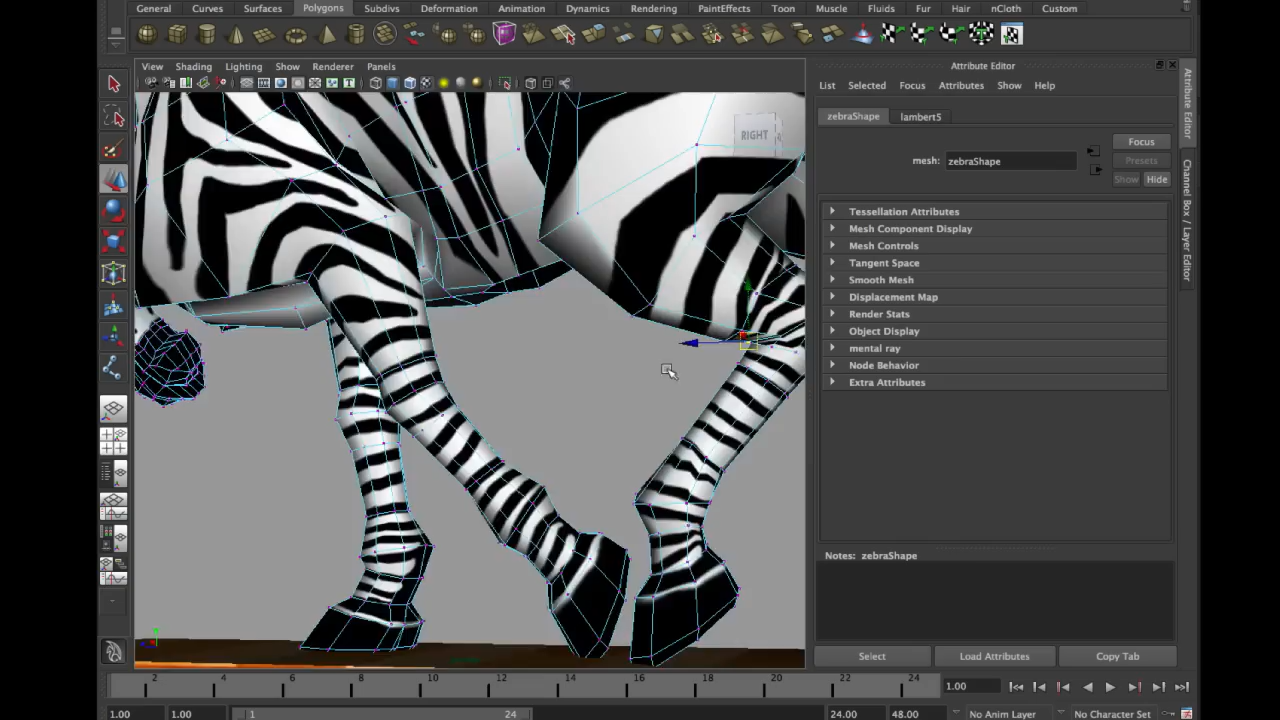 General Curves Surfaces Polygons Subdivs Deformation Animation Dynamics Rendering PaintEffects Toon Muscle Fluids Fur Hair nCloth Custom
View Shading Lighting Show Renderer Panels
Attribute Editor
List Selected Focus Attributes Show Help
zebraShape lambert5
RIGHT
Focus
mesh: zebraShape
Presets
Show Hide
Tessellation Attributes
Mesh Component Display
Mesh Controls
Tangent Space
Smooth Mesh
Displacement Map
Render Stats
Object Display
mental ray
Node Behavior
Extra Attributes
Notes: zebraShape
Select Load Attributes Copy Tab
Attribute Editor
Channel Box / Layer Editor
2 4 6 8 10 12 14 16 18 20 22 24
1.00
1.00 1.00 1 24 24.00 48.00 No Anim Layer No Character Set